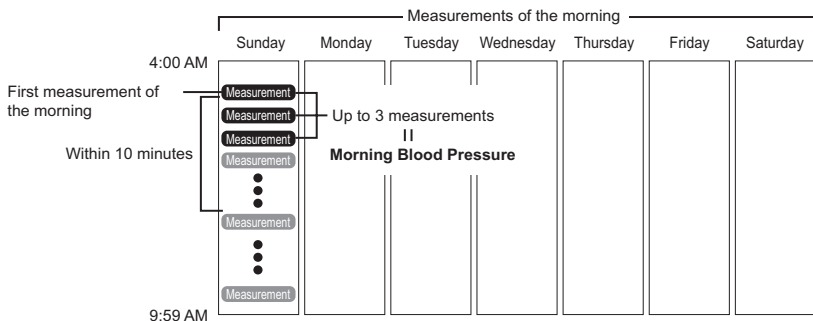 Measurements of the morning
Sunday Monday Tuesday Wednesday Thursday Friday Saturday
4:00 AM
First measurement of
the morning
Measurement
Measurement
Up to 3 measurements
=
Measurement
Within 10 minutes
Measurement
Morning Blood Pressure
Measurement
Measurement
9:59 AM